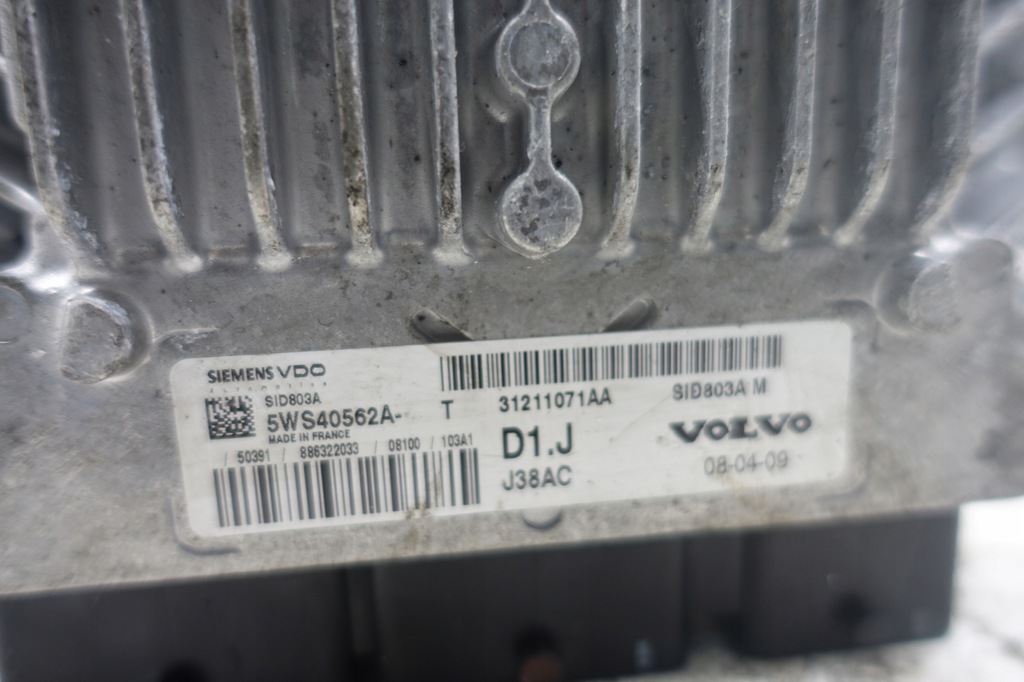 SIEMENS VDO
AUTOMOTIVE
SID803A
5WS40562A- T
MADE IN FRANCE
/ 50391 / 886322033 / 08100 / 103A1
31211071AA SID803A M
D1.J VOLVO
J38AC 08-04-09